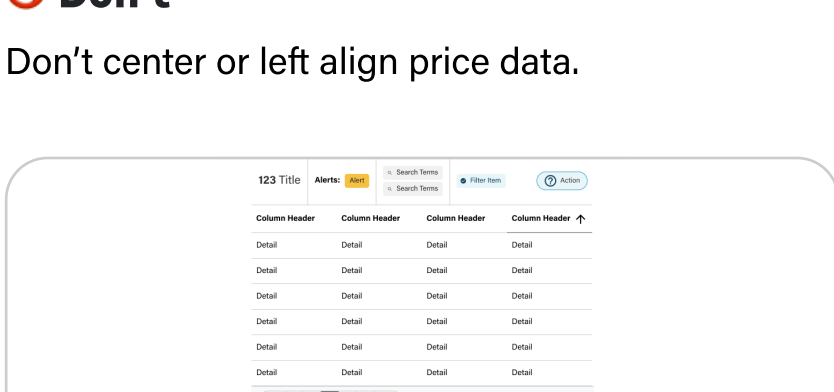 Don't
Don't center or left align price data.
123 Title Alerts: Alert Search Terms Filter Item Action
Search Terms
Column Header Column Header Column Header Column Header
Detail Detail Detail Detail
Detail Detail Detail Detail
Detail Detail Detail Detail
Detail Detail Detail Detail
Detail Detail Detail Detail
Detail Detail Detail Detail